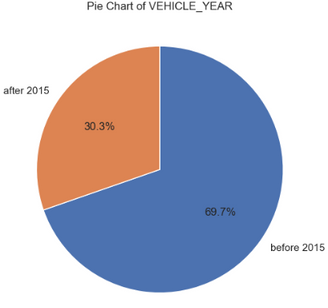 Pie Chart of VEHICLE_YEAR
after 2015
30.3%
69.7%
before 2015